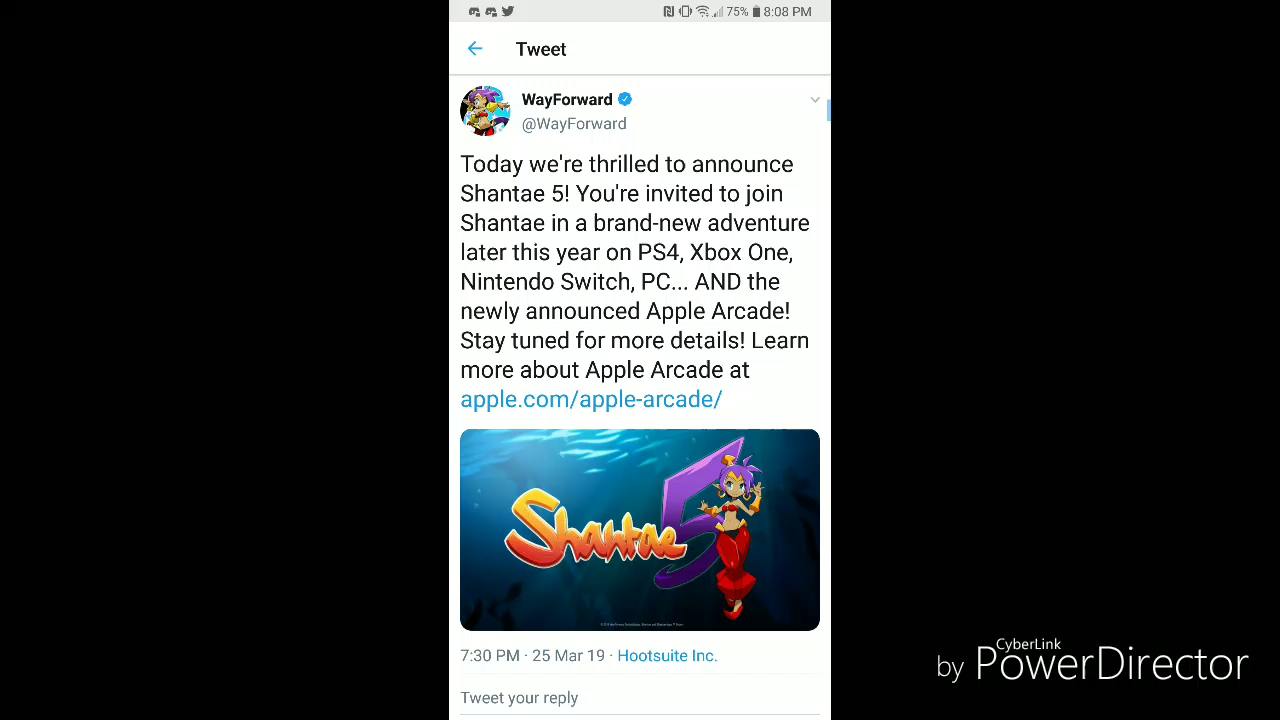 75% 8:08 PM
Tweet
WayForward
@WayForward
Today we're thrilled to announce
Shantae 5! You're invited to join
Shantae in a brand-new adventure
later this year on PS4, Xbox One,
Nintendo Switch, PC... AND the
newly announced Apple Arcade!
Stay tuned for more details! Learn
more about Apple Arcade at
apple.com/apple-arcade/
Shantae 5
7:30 PM · 25 Mar 19 · Hootsuite Inc.
Tweet your reply
CyberLink
by PowerDirector